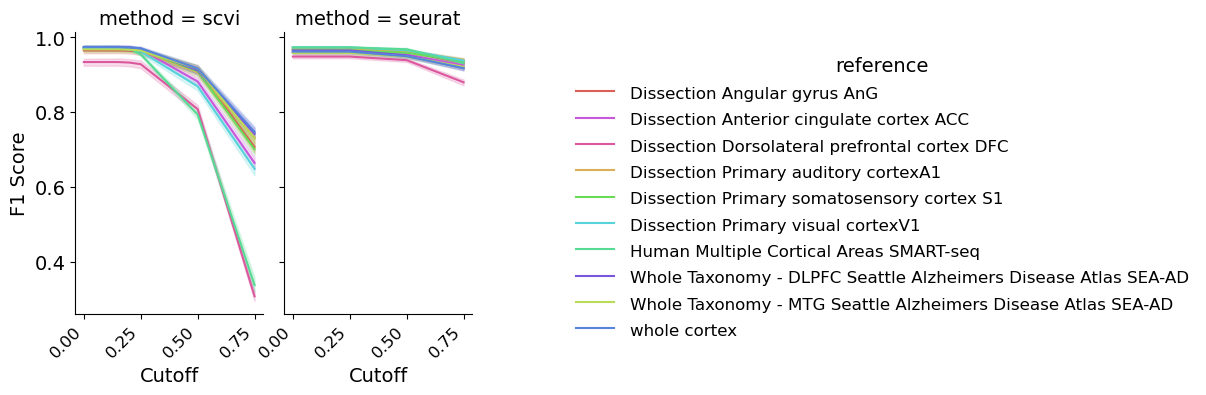 method = scvi
method = seurat
1.0
0.8
0.6
0.4
F1 Score
0.00
0.25
0.50
0.75
Cutoff
0.00
0.25
0.50
0.75
Cutoff
reference
Dissection Angular gyrus AnG
Dissection Anterior cingulate cortex ACC
Dissection Dorsolateral prefrontal cortex DFC
Dissection Primary auditory cortexA1
Dissection Primary somatosensory cortex S1
Dissection Primary visual cortexV1
Human Multiple Cortical Areas SMART-seq
Whole Taxonomy - DLPFC Seattle Alzheimers Disease Atlas SEA-AD
Whole Taxonomy - MTG Seattle Alzheimers Disease Atlas SEA-AD
whole cortex